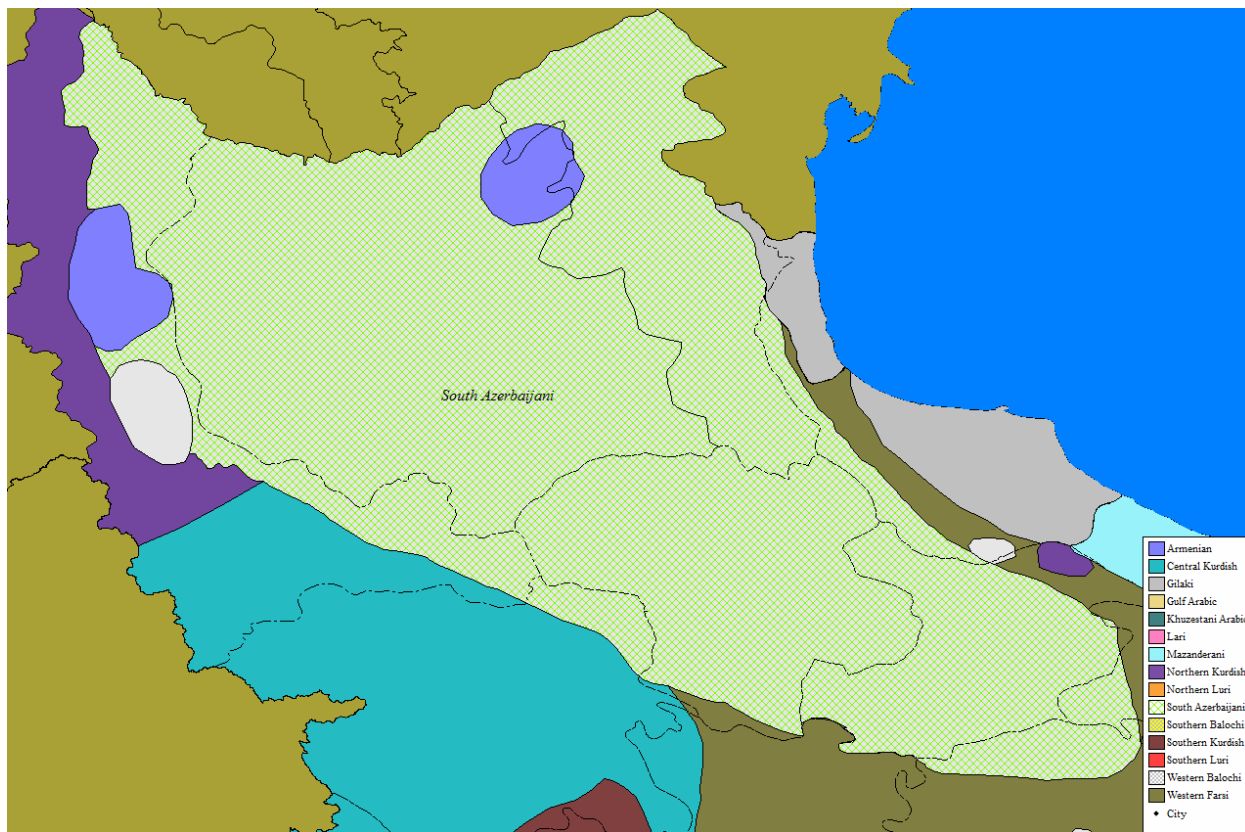 South Azerbaijani
Armenian
Central Kurdish
Gilaki
Gulf Arabic
Khuzestani Arabic
Lari
Mazanderani
Northern Kurdish
Northern Luri
South Azerbaijani
Southern Balochi
Southern Kurdish
Southern Luri
Western Balochi
Western Farsi
City